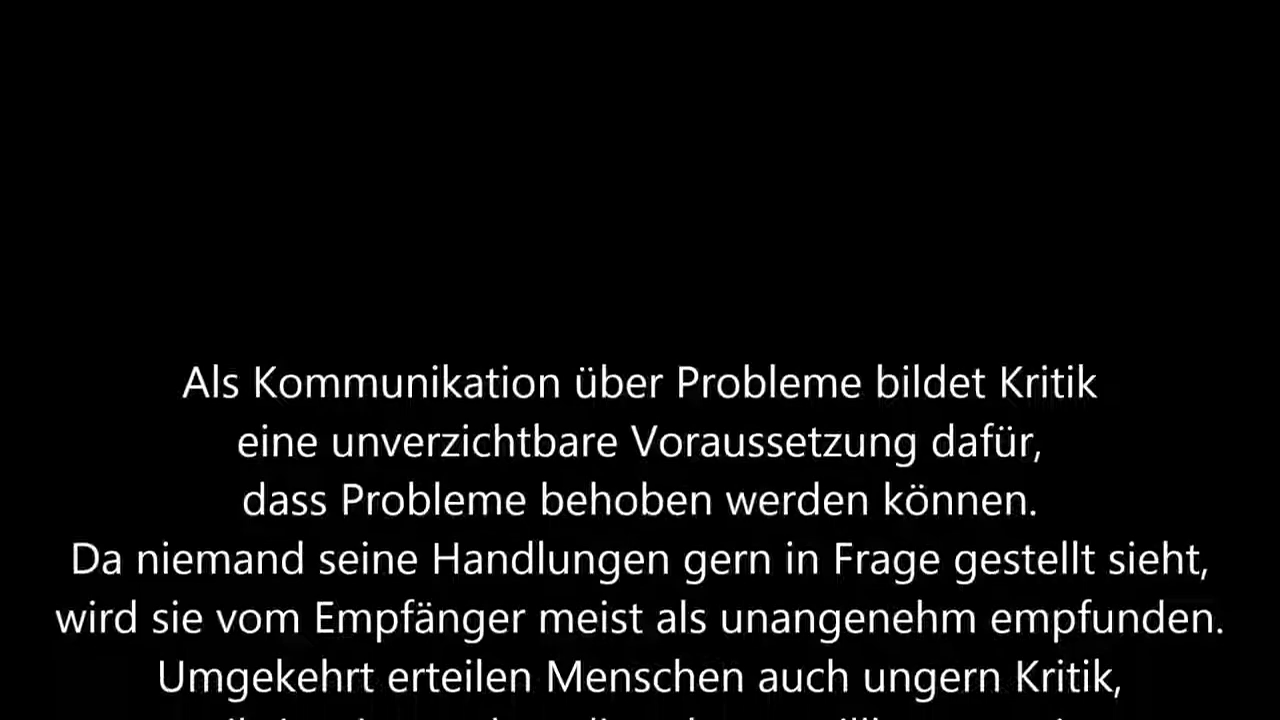 Als Kommunikation über Probleme bildet Kritik
eine unverzichtbare Voraussetzung dafür,
dass Probleme behoben werden können.
Da niemand seine Handlungen gern in Frage gestellt sieht,
wird sie vom Empfänger meist als unangenehm empfunden.
Umgekehrt erteilen Menschen auch ungern Kritik,